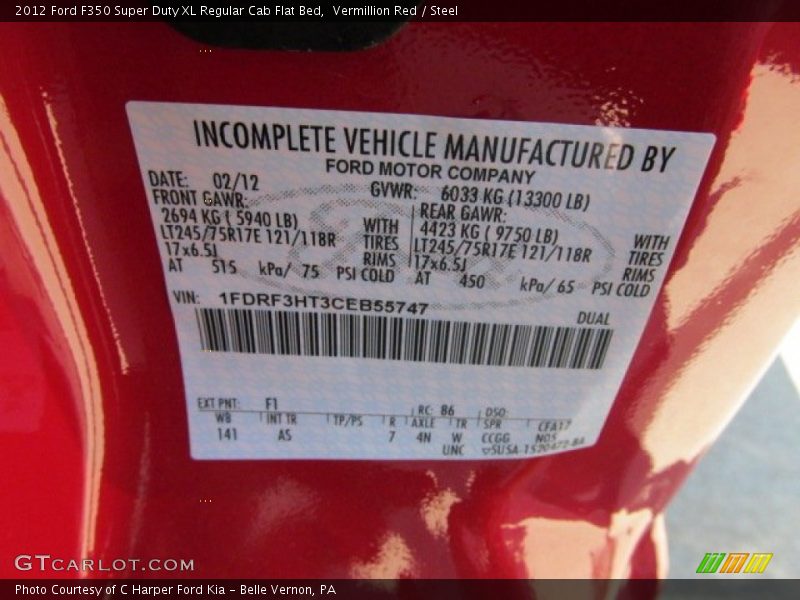 2012 Ford F350 Super Duty XL Regular Cab Flat Bed,  Vermillion Red / Steel
INCOMPLETE VEHICLE MANUFACTURED BY
FORD MOTOR COMPANY
DATE: 02/12 GVWR: 6033 KG (13300 LB)
FRONT GAWR: REAR GAWR:
2694 KG ( 5940 LB) WITH 4423 KG ( 9750 LB) WITH
LT245/75R17E 121/118R TIRES LT245/75R17E 121/118R TIRES
17x6.5J RIMS 17x6.5J RIMS
AT 515 kPa/ 75 PSI COLD AT 450 kPa/ 65 PSI COLD
VIN: 1FDRF3HT3CEB55747
DUAL
EXT PNT: F1 RC: 86 DSO:
WB INT TR TP/PS R AXLE TR SPR CFA17
141 AS 7 4N W CCGG NOS
UNC 5USA-1520472-BA
GTCARLOT.COM
Photo Courtesy of C Harper Ford Kia – Belle Vernon, PA